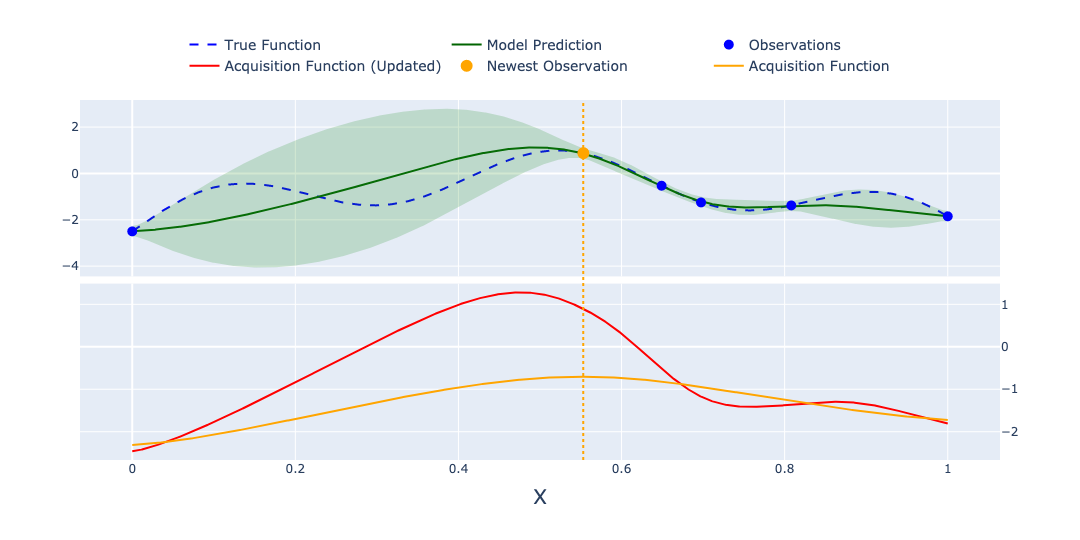 True Function Model Prediction Observations
Acquisition Function (Updated) Newest Observation Acquisition Function
2
0
−2
−4
1
0
−1
−2
0 0.2 0.4 0.6 0.8 1
X